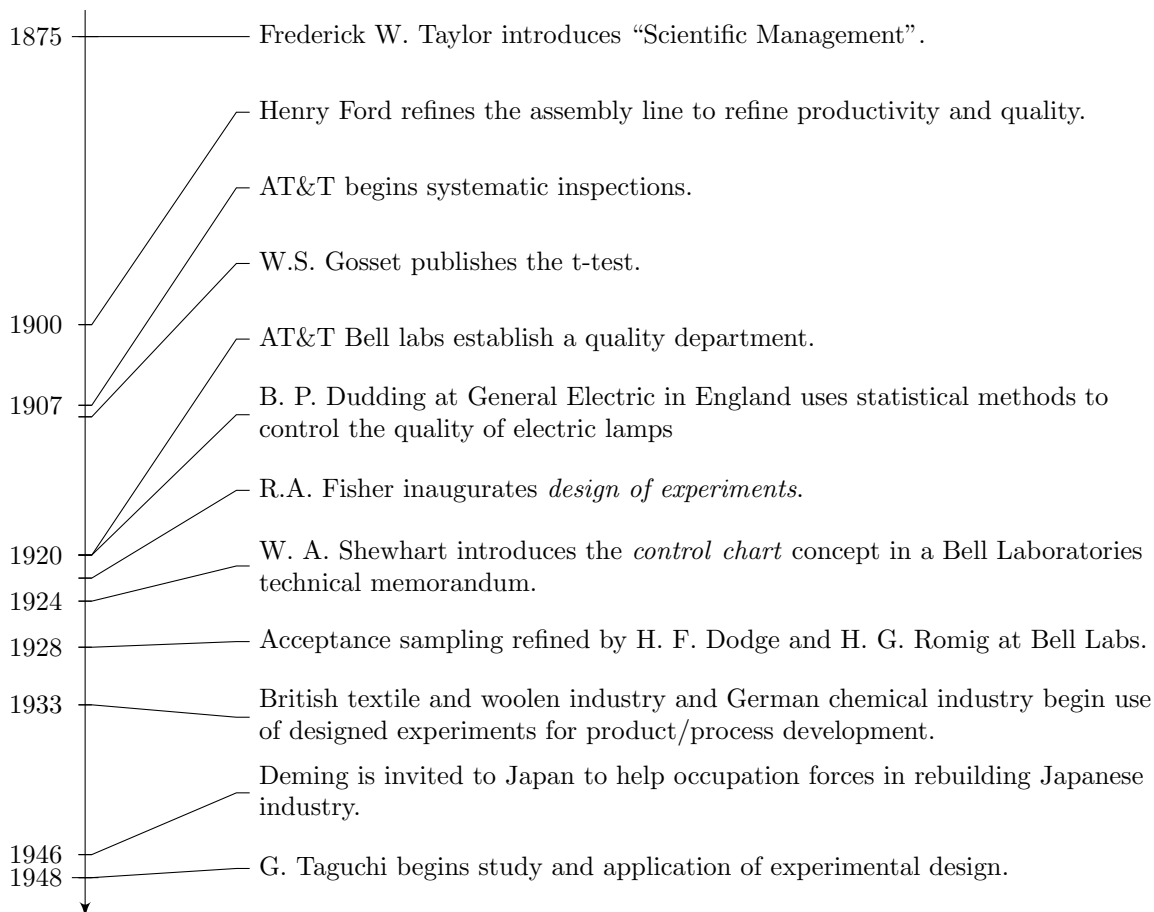 1875
Frederick W. Taylor introduces “Scientific Management”.
Henry Ford refines the assembly line to refine productivity and quality.
AT&T begins systematic inspections.
W.S. Gosset publishes the t-test.
1900
AT&T Bell labs establish a quality department.
1907
B. P. Dudding at General Electric in England uses statistical methods to
control the quality of electric lamps
R.A. Fisher inaugurates design of experiments.
1920
W. A. Shewhart introduces the control chart concept in a Bell Laboratories
technical memorandum.
1924
1928
Acceptance sampling refined by H. F. Dodge and H. G. Romig at Bell Labs.
1933
British textile and woolen industry and German chemical industry begin use
of designed experiments for product/process development.
Deming is invited to Japan to help occupation forces in rebuilding Japanese
industry.
1946
1948
G. Taguchi begins study and application of experimental design.